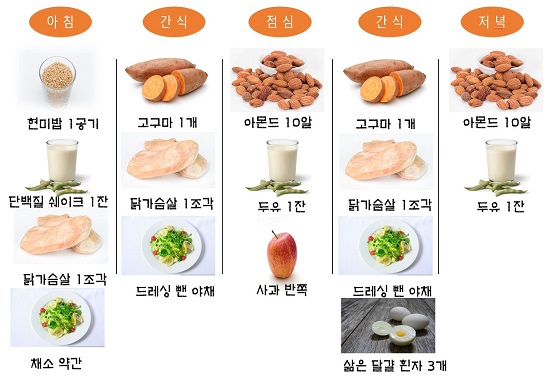 아 침
간 식
점 심
간 식
저 녁
현미밥 1공기
고구마 1개
아몬드 10알
고구마 1개
아몬드 10알
단백질 쉐이크 1잔
닭가슴살 1조각
두유 1잔
닭가슴살 1조각
두유 1잔
닭가슴살 1조각
드레싱 뺀 야채
사과 반쪽
드레싱 뺀 야채
채소 약간
삶은 달걀 흰자 3개